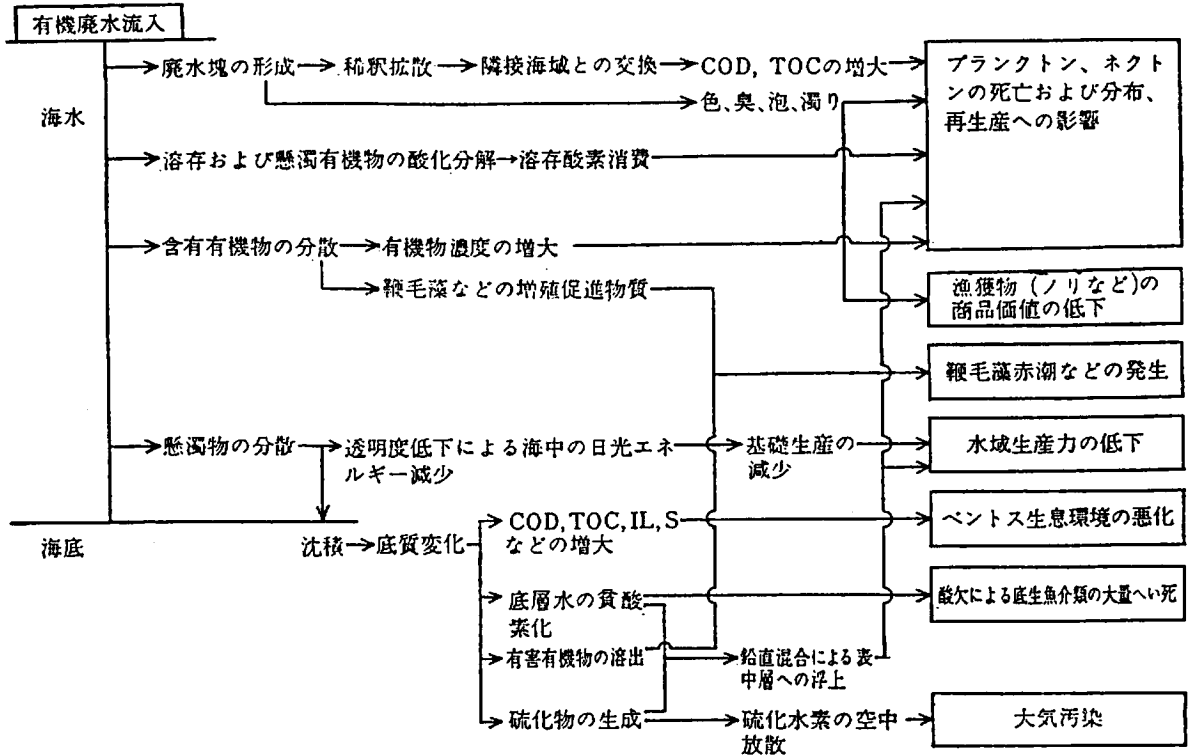 有機廃水流入
廃水塊の形成
稀釈拡散
隣接海域との交換
COD, TOCの増大
プランクトン、ネクト
ンの死亡および分布、
再生産への影響
海水
色、臭、泡、濁り
溶存および懸濁有機物の酸化分解
溶存酸素消費
含有有機物の分散
有機物濃度の増大
鞭毛藻などの増殖促進物質
漁獲物 (ノリなど)の
商品価値の低下
鞭毛藻赤潮などの発生
懸濁物の分散
透明度低下による海中の日光エネ
ルギー減少
基礎生産の
減少
水域生産力の低下
海底
沈積
底質変化
COD, TOC, IL, S
などの増大
ベントス生息環境の悪化
底層水の貧酸
素化
酸欠による底生魚介類の大量へい死
有害有機物の溶出
鉛直混合による表
中層への浮上
硫化物の生成
硫化水素の空中
放散
大気汚染